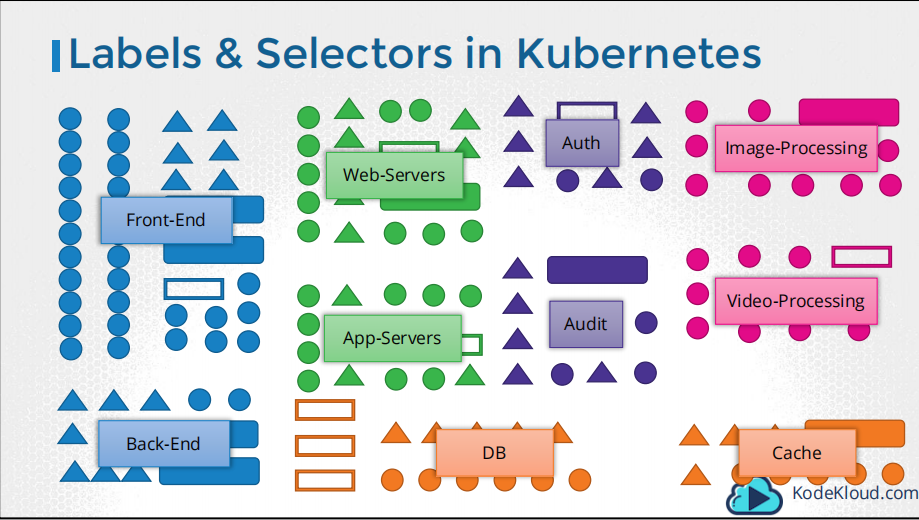 Labels & Selectors in Kubernetes
Front-End
Web-Servers
Auth
Image-Processing
App-Servers
Audit
Video-Processing
Back-End
DB
Cache
KodeKloud.com